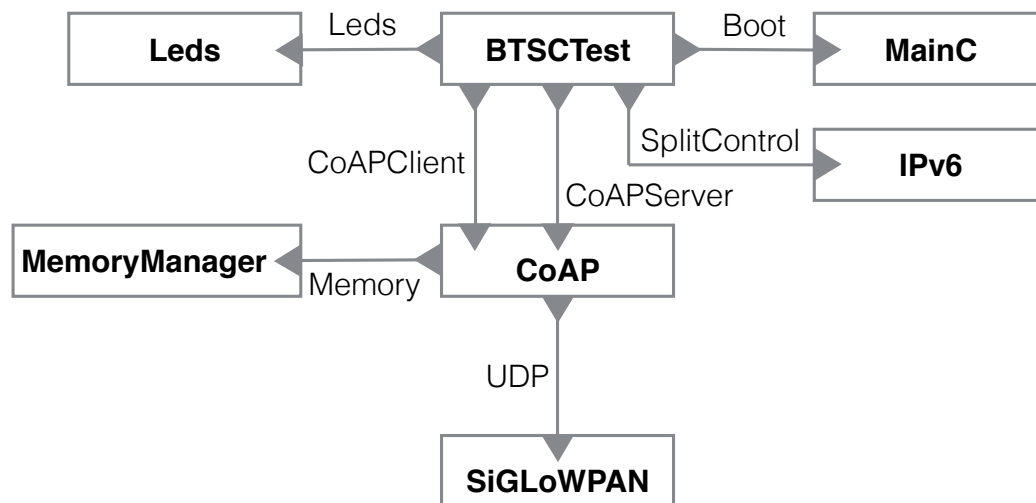 Leds
Leds
BTSCTest
Boot
MainC
SplitControl
IPv6
CoAPClient
CoAPServer
MemoryManager
Memory
CoAP
UDP
SiGLoWPAN